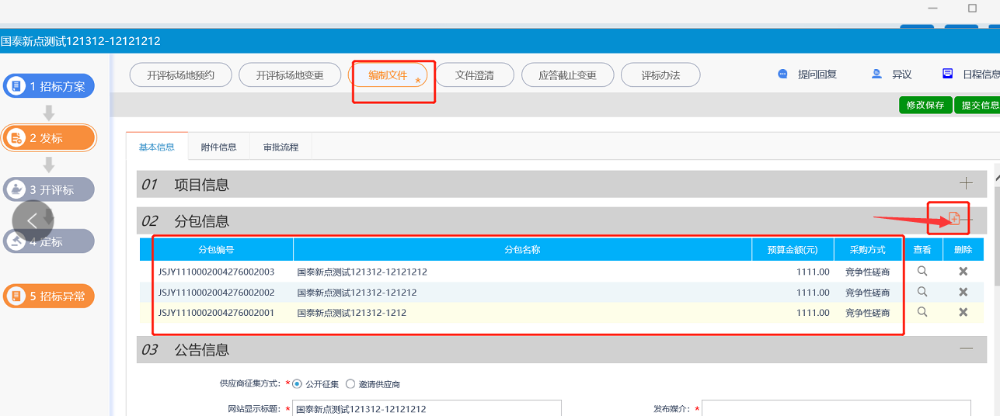 国泰新点测试121312-12121212
1 招标方案
2 发标
3 开评标
4 定标
5 招标异常
开评标场地预约 开评标场地变更 编制文件 * 文件澄清 应答截止变更 评标办法 提问回复 异议 日程信息
修改保存 提交信息
基本信息 附件信息 审批流程
01 项目信息
02 分包信息
分包编号 分包名称 预算金额(元) 采购方式 查看 删除
JSJY1110002004276002003 国泰新点测试121312-12121212 1111.00 竞争性磋商
JSJY1110002004276002002 国泰新点测试121312-121212 1111.00 竞争性磋商
JSJY1110002004276002001 国泰新点测试121312-1212 1111.00 竞争性磋商
03 公告信息
供应商征集方式: * 公开征集 邀请供应商
网站显示标题: * 国泰新点测试121312-12121212 发布媒介: *